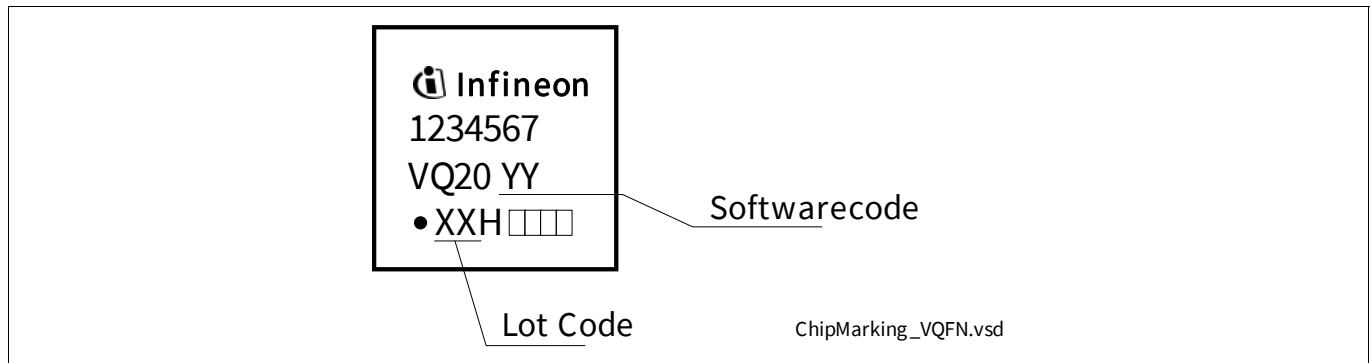 Infineon
1234567
VQ20 YY
Softwarecode
●XXH□□□□
Lot Code
ChipMarking_VQFN.vsd